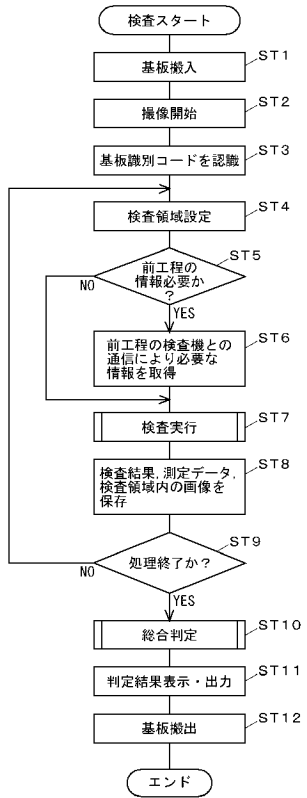 検査スタート
ST1
基板搬入
ST2
撮像開始
ST3
基板識別コードを認識
ST4
検査領域設定
ST5
前工程の
情報必要か
?
NO
YES
ST6
前工程の検査機との
通信により必要な
情報を取得
ST7
検査実行
ST8
検査結果,測定データ,
検査領域内の画像を
保存
ST9
処理終了か?
NO
YES
ST10
総合判定
ST11
判定結果表示・出力
ST12
基板搬出
エンド